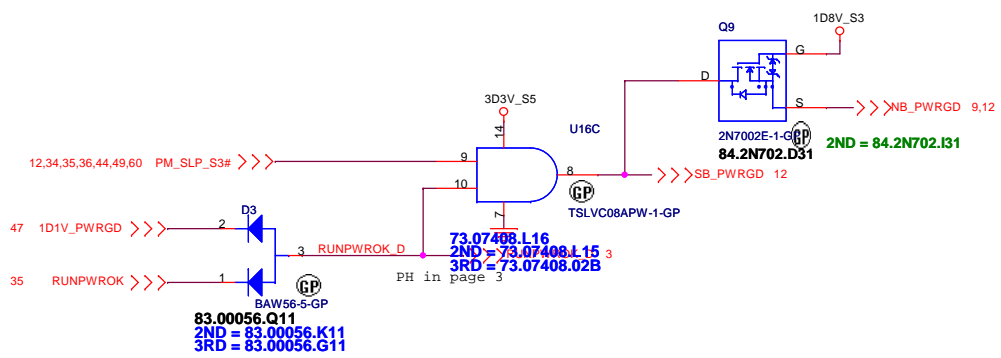 1D8V_S3
Q9
G
D
S
NB_PWRGD 9,12
2N7002E-1-GP
GP
84.2N702.D31
2ND = 84.2N702.I31
3D3V_S5
14
U16C
12,34,35,36,44,49,60 PM_SLP_S3#
9
10
8
SB_PWRGD 12
GP
TSLVC08APW-1-GP
7
73.07408.L16
2ND = 73.07408.L15
3RD = 73.07408.02B
3
D3
47 1D1V_PWRGD
2
3
RUNPWROK_D
PH in page 3
35 RUNPWROK
1
GP
BAW56-5-GP
83.00056.Q11
2ND = 83.00056.K11
3RD = 83.00056.G11